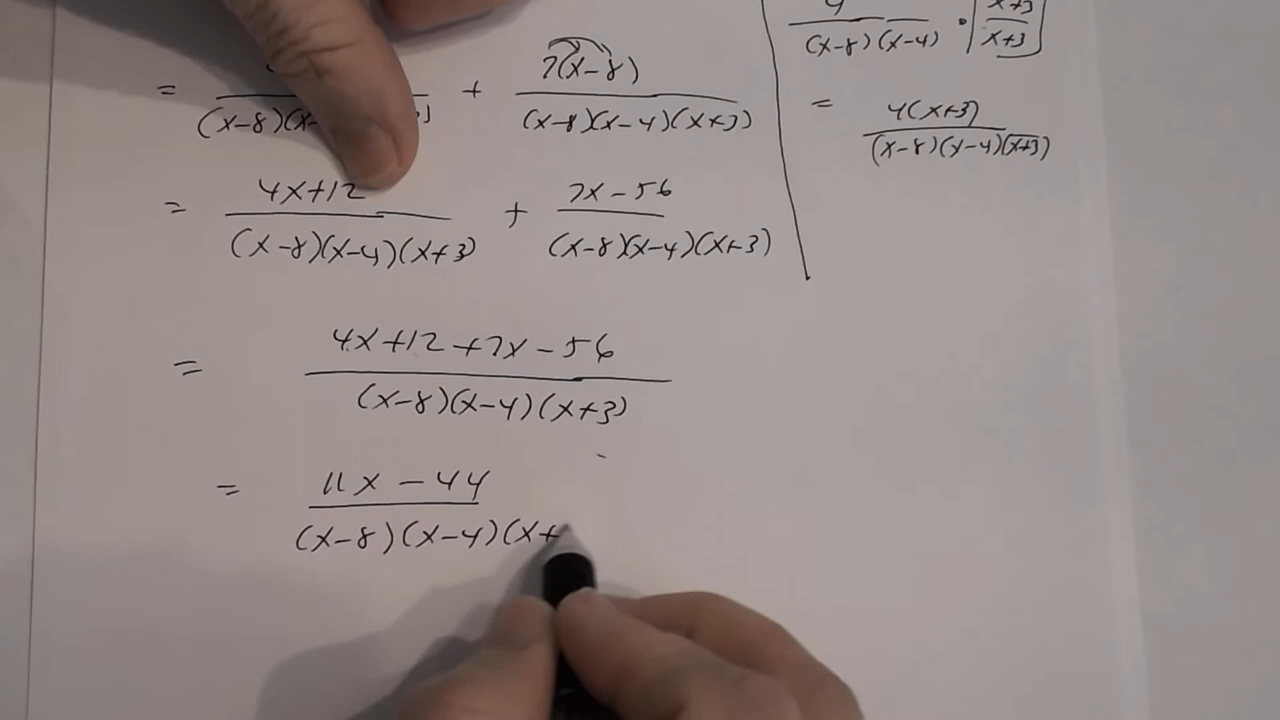 = (x-8)(x- + 7(x-8)
(x-8)(x-4)(x+3)
= 4x+12 + 7x-56
(x-8)(x-4)(x+3) (x-8)(x-4)(x+3)
= 4x+12+7x-56
(x-8)(x-4)(x+3)
= 11x-44
(x-8)(x-4)(x+
4 · [x+3
(x-8)(x-4) x+3]
= 4(x+3)
(x-8)(x-4)(x+3)